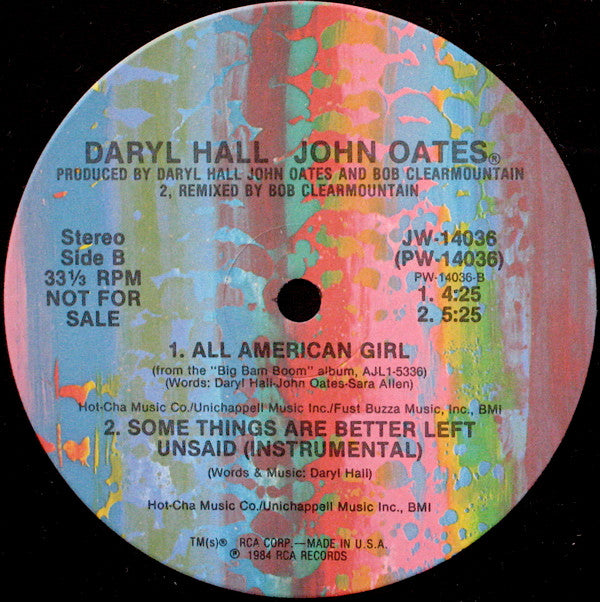 DARYL HALL JOHN OATES®
PRODUCED BY DARYL HALL JOHN OATES AND BOB CLEARMOUNTAIN
2, REMIXED BY BOB CLEARMOUNTAIN
Stereo
Side B
33⅓ RPM
NOT FOR
SALE
JW-14036
(PW-14036)
PW-14036-B
1. 4:25
2. 5:25
1. ALL AMERICAN GIRL
(from the "Big Bam Boom" album, AJL1-5336)
(Words: Daryl Hall-John Oates-Sara Allen)
Hot-Cha Music Co./Unichappell Music Inc./Fust Buzza Music, Inc., BMI
2. SOME THINGS ARE BETTER LEFT
UNSAID (INSTRUMENTAL)
(Words & Music: Daryl Hall)
Hot-Cha Music Co./Unichappell Music Inc., BMI
TM(s)® RCA CORP.—MADE IN U.S.A.
℗ 1984 RCA RECORDS